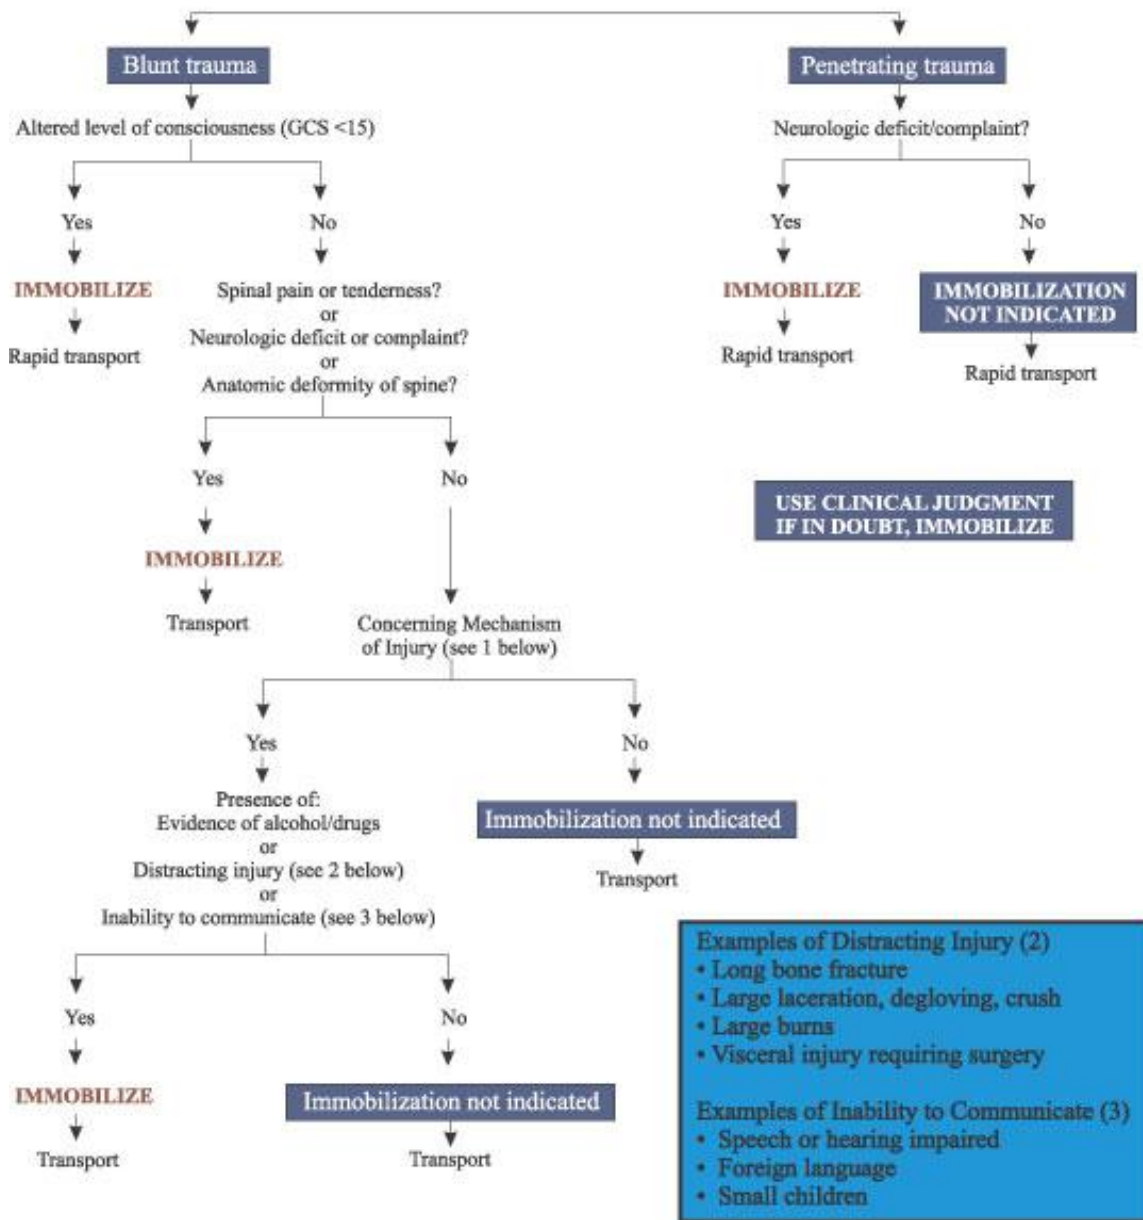 Blunt trauma
Penetrating trauma
Altered level of consciousness (GCS <15)
Neurologic deficit/complaint?
Yes
No
Yes
No
IMMOBILIZE
Spinal pain or tenderness?
or
Neurologic deficit or complaint?
or
Anatomic deformity of spine?
IMMOBILIZE
IMMOBILIZATION
NOT INDICATED
Rapid transport
Rapid transport
Rapid transport
Yes
No
USE CLINICAL JUDGMENT
IF IN DOUBT, IMMOBILIZE
IMMOBILIZE
Transport
Concerning Mechanism
of Injury (see 1 below)
Yes
No
Presence of:
Evidence of alcohol/drugs
or
Distracting injury (see 2 below)
or
Inability to communicate (see 3 below)
Immobilization not indicated
Transport
Yes
No
IMMOBILIZE
Immobilization not indicated
Transport
Transport
Examples of Distracting Injury (2)
• Long bone fracture
• Large laceration, degloving, crush
• Large burns
• Visceral injury requiring surgery
Examples of Inability to Communicate (3)
• Speech or hearing impaired
• Foreign language
• Small children